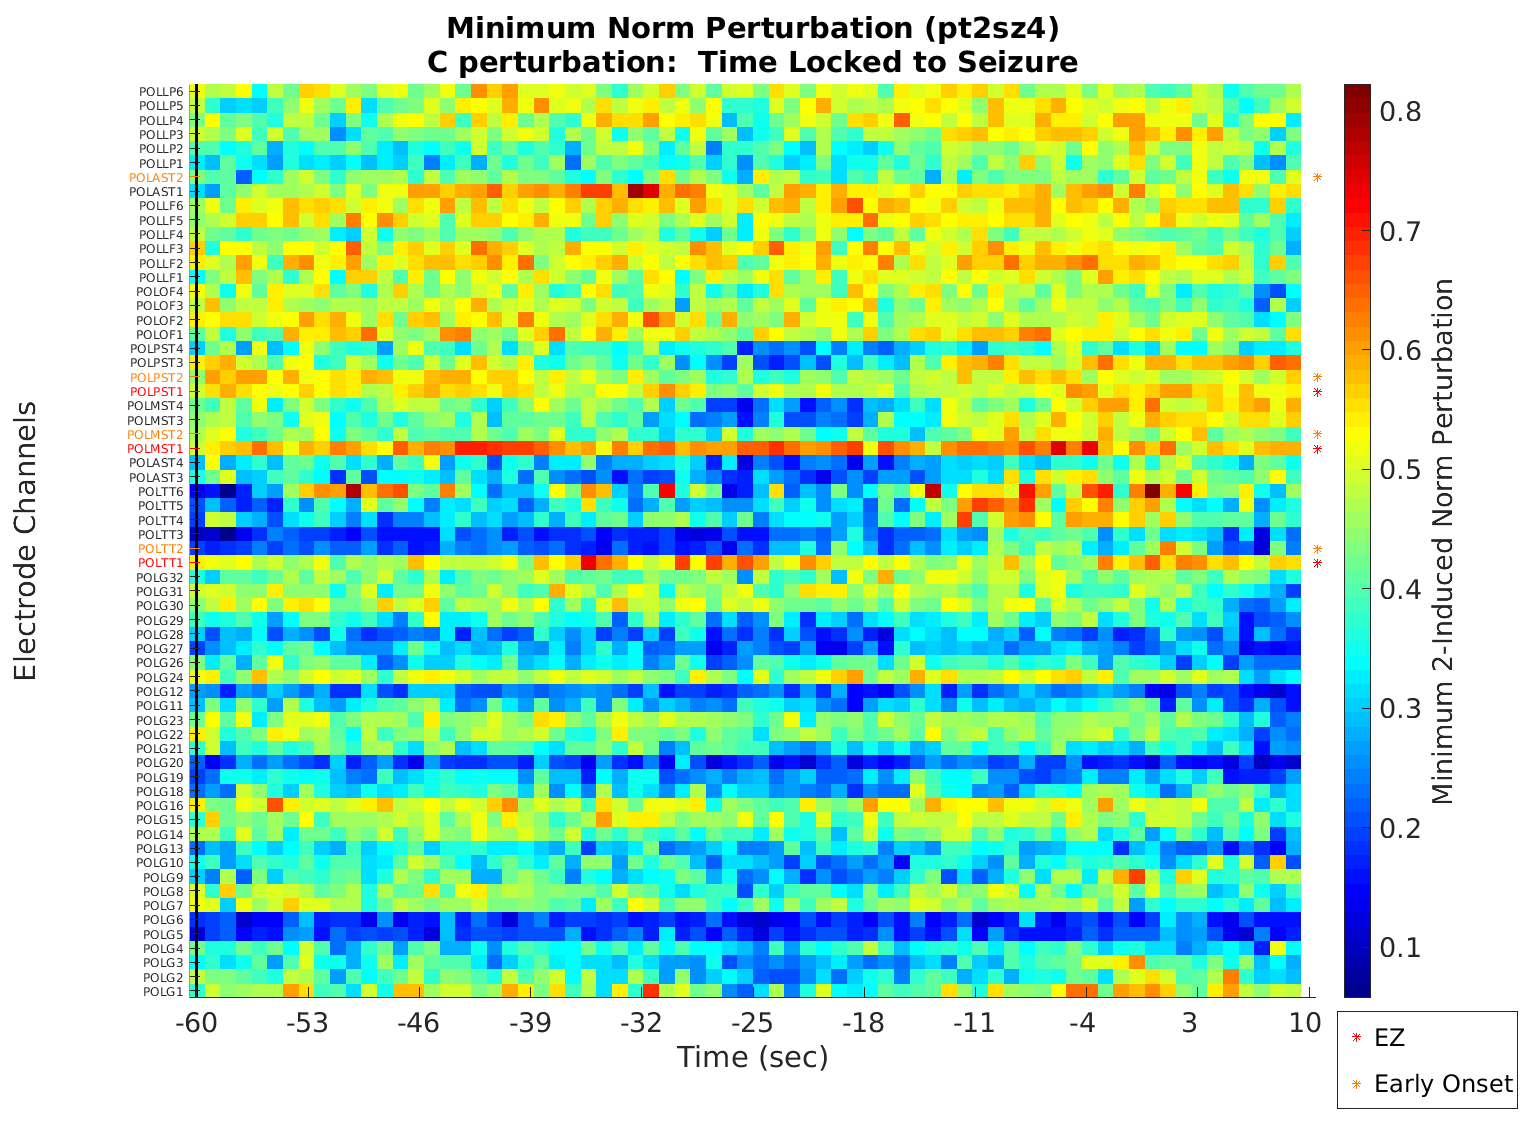 Minimum Norm Perturbation (pt2sz4)
C perturbation:  Time Locked to Seizure
Electrode Channels
POLLP6
POLLP5
POLLP4
POLLP3
POLLP2
POLLP1
POLAST2
POLAST1
POLLF6
POLLF5
POLLF4
POLLF3
POLLF2
POLLF1
POLOF4
POLOF3
POLOF2
POLOF1
POLPST4
POLPST3
POLPST2
POLPST1
POLMST4
POLMST3
POLMST2
POLMST1
POLAST4
POLAST3
POLTT6
POLTT5
POLTT4
POLTT3
POLTT2
POLTT1
POLG32
POLG31
POLG30
POLG29
POLG28
POLG27
POLG26
POLG24
POLG12
POLG11
POLG23
POLG22
POLG21
POLG20
POLG19
POLG18
POLG16
POLG15
POLG14
POLG13
POLG10
POLG9
POLG8
POLG7
POLG6
POLG5
POLG4
POLG3
POLG2
POLG1
-60 -53 -46 -39 -32 -25 -18 -11 -4 3 10
Time (sec)
0.8
0.7
0.6
0.5
0.4
0.3
0.2
0.1
Minimum 2-Induced Norm Perturbation
EZ
Early Onset